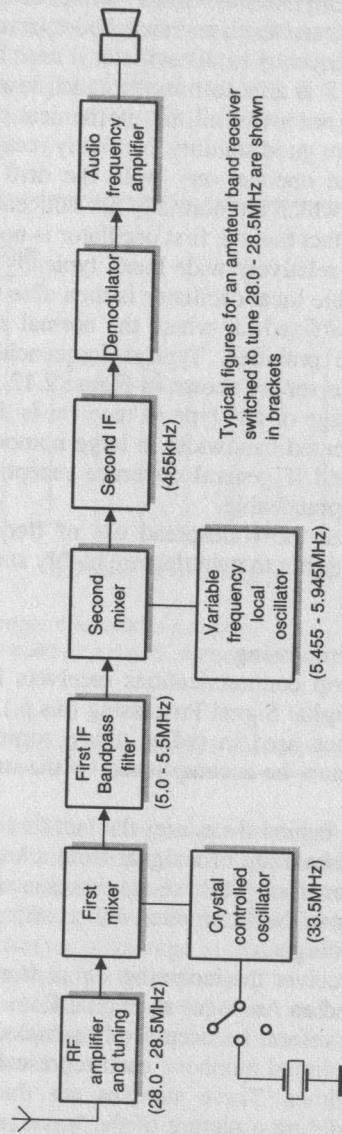 RF
amplifier
and tuning
(28.0 - 28.5MHz)
First
mixer
Crystal
controlled
oscillator
(33.5MHz)
First IF
Bandpass
filter
(5.0 - 5.5MHz)
Second
mixer
Variable
frequency
local
oscillator
(5.455 - 5.945MHz)
Second IF
(455kHz)
Demodulator
Audio
frequency
amplifier
Typical figures for an amateur band receiver
switched to tune 28.0 - 28.5MHz are shown
in brackets